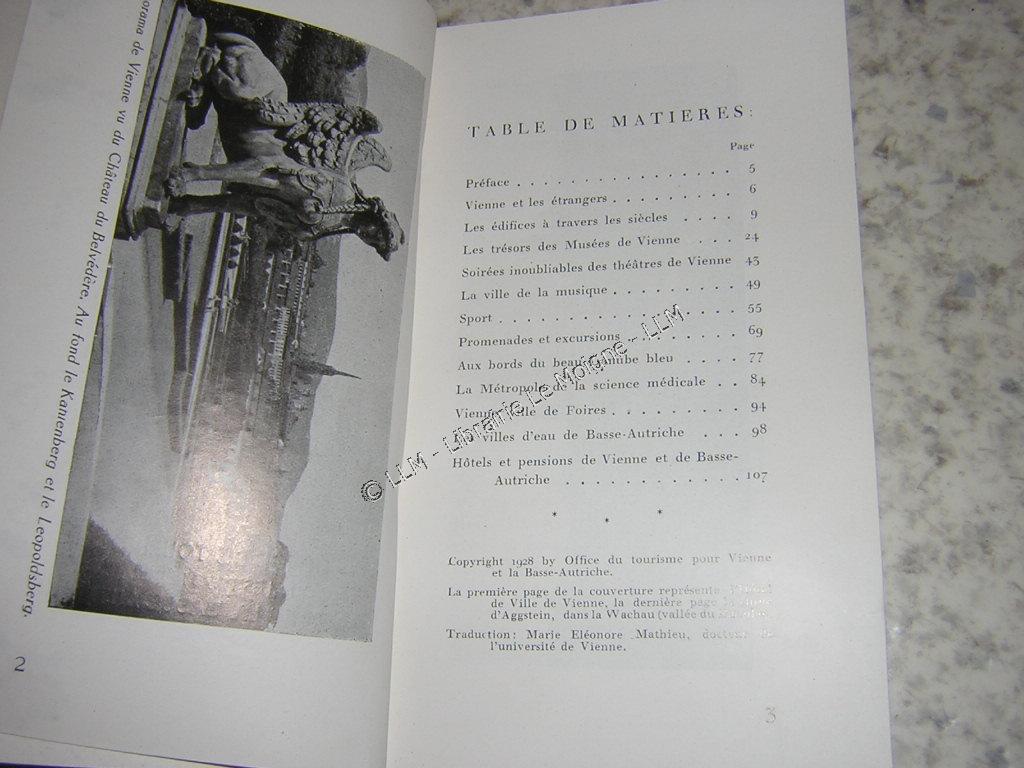 orama de Vienne vu du Château du Belvédère. Au fond le Kahlenberg et le Leopoldsberg.
2
TABLE DE MATIERES:
Page
Préface . . . . . . . . . . . . . . . . . 5
Vienne et les étrangers . . . . . . . . . . 6
Les édifices à travers les siècles . . . . 9
Les trésors des Musées de Vienne . . . 24
Soirées inoubliables des théâtres de Vienne 43
La ville de la musique . . . . . . . . . . 49
Sport . . . . . . . . . . . . . . . . . . 55
Promenades et excursions . . . . . . . . . 69
Aux bords du beau Danube bleu . . . . 77
La Métropole de la science médicale . . 84
Vienne, ville de Foires . . . . . . . . . . 94
villes d'eau de Basse-Autriche . . . 98
Hôtels et pensions de Vienne et de Basse-
Autriche . . . . . . . . . . . . . 107
* * *
Copyright 1928 by Office du tourisme pour Vienne
et la Basse-Autriche.
La première page de la couverture représente
de Ville de Vienne, la dernière page
d'Aggstein, dans la Wachau (vallée du
Traduction: Marie Eléonore Mathieu, docteur de
l'université de Vienne.
3
© LLM - Librairie Le Moigne - LLM